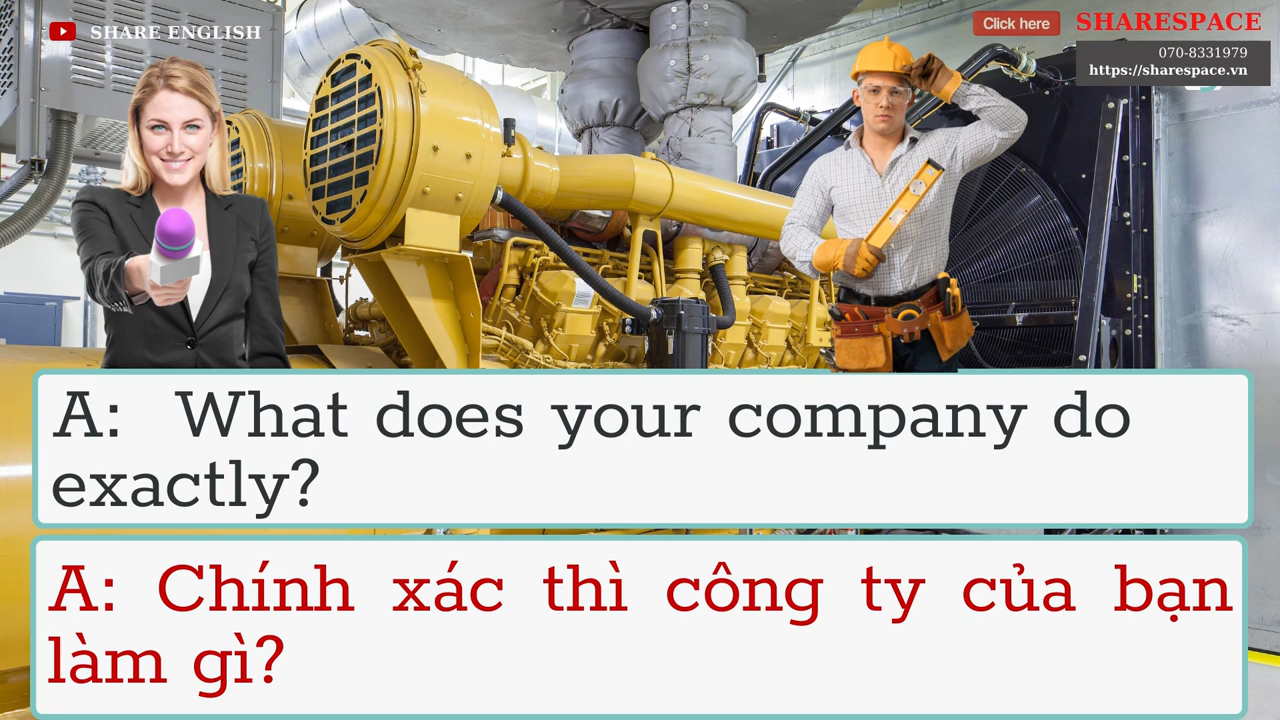 SHARE ENGLISH
Click here
SHARESPACE
070-8331979
https://sharespace.vn
A: What does your company do
exactly?
A: Chính xác thì công ty của bạn
làm gì?